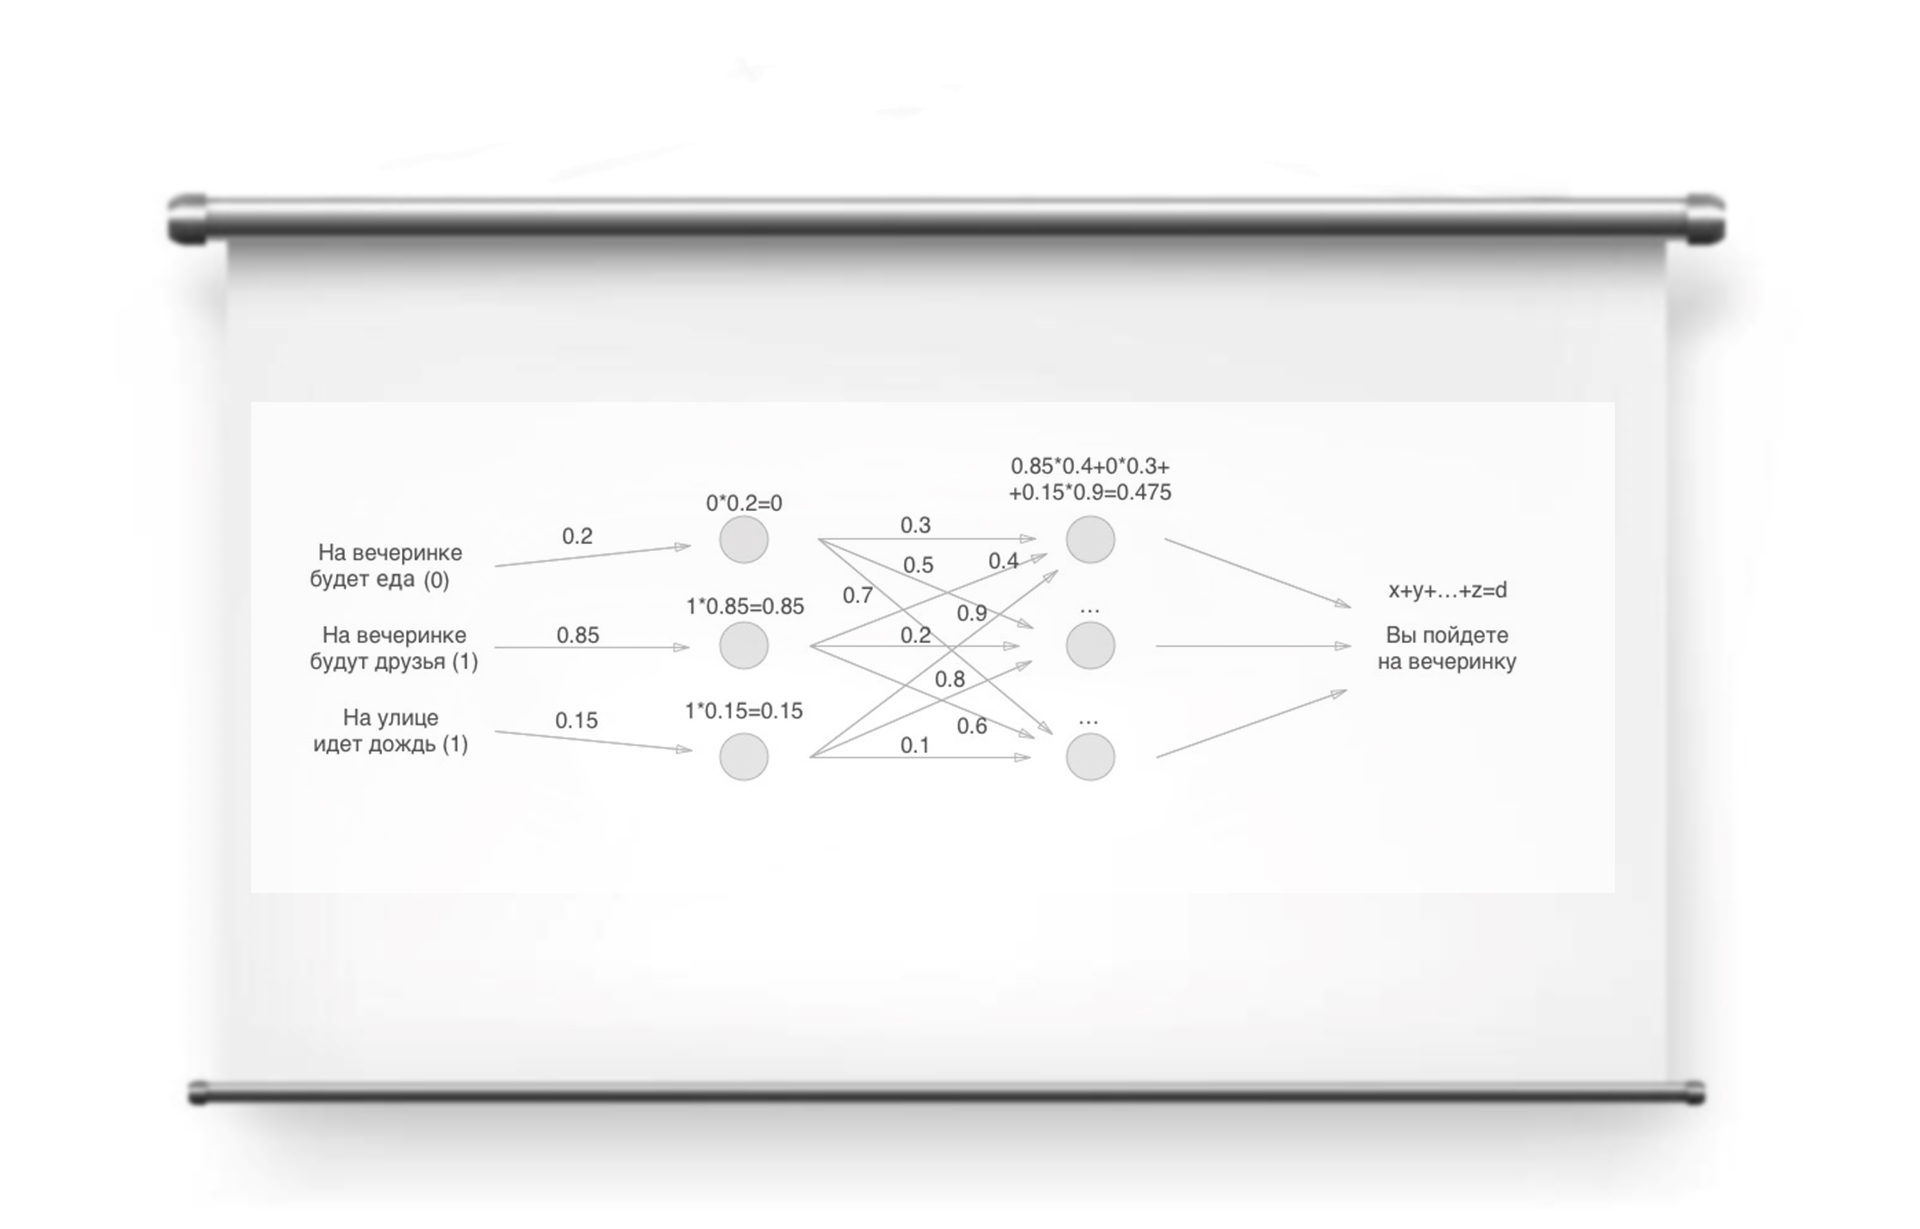 На вечеринке
будет еда (0)
На вечеринке
будут друзья (1)
На улице
идет дождь (1)
0.2
0.85
0.15
0*0.2=0
1*0.85=0.85
1*0.15=0.15
0.3
0.5
0.4
0.7
0.9
0.2
0.8
0.6
0.1
0.85*0.4+0*0.3+
+0.15*0.9=0.475
...
...
x+y+...+z=d
Вы пойдете
на вечеринку